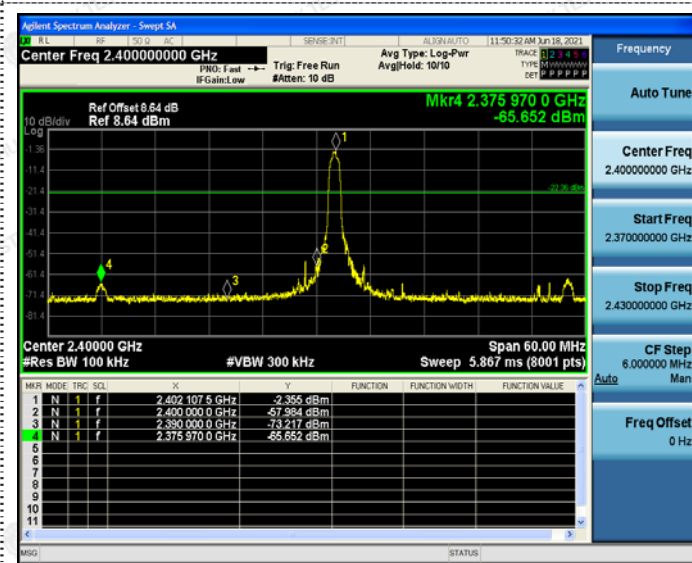 Agilent Spectrum Analyzer - Swept SA
RL RF 50 Ω AC SENSE:INT ALIGN AUTO 11:50:32 AM Jun 18, 2021
Center Freq 2.400000000 GHz
PNO: Fast
IFGain:Low
Trig: Free Run
#Atten: 10 dB
Avg Type: Log-Pwr
Avg|Hold: 10/10
TRACE 1 2 3 4 5 6
TYPE M
DET P P P P P P
Ref Offset 8.64 dB
Ref 8.64 dBm
10 dB/div
Log
Mkr4 2.375 970 0 GHz
-65.652 dBm
-1.36
-11.4
-21.4
-31.4
-41.4
-51.4
-61.4
-71.4
-81.4
-22.36 dBm
1
2
3
4
Center 2.40000 GHz
Span 60.00 MHz
#Res BW 100 kHz
#VBW 300 kHz
Sweep 5.867 ms (8001 pts)
MKR MODE TRC SCL X Y FUNCTION FUNCTION WIDTH FUNCTION VALUE
1 N 1 f 2.402 107 5 GHz -2.355 dBm
2 N 1 f 2.400 000 0 GHz -57.984 dBm
3 N 1 f 2.390 000 0 GHz -73.217 dBm
4 N 1 f 2.375 970 0 GHz -65.652 dBm
5
6
7
8
9
10
11
MSG
STATUS
Frequency
Auto Tune
Center Freq
2.400000000 GHz
Start Freq
2.370000000 GHz
Stop Freq
2.430000000 GHz
CF Step
6.000000 MHz
Auto Man
Freq Offset
0 Hz